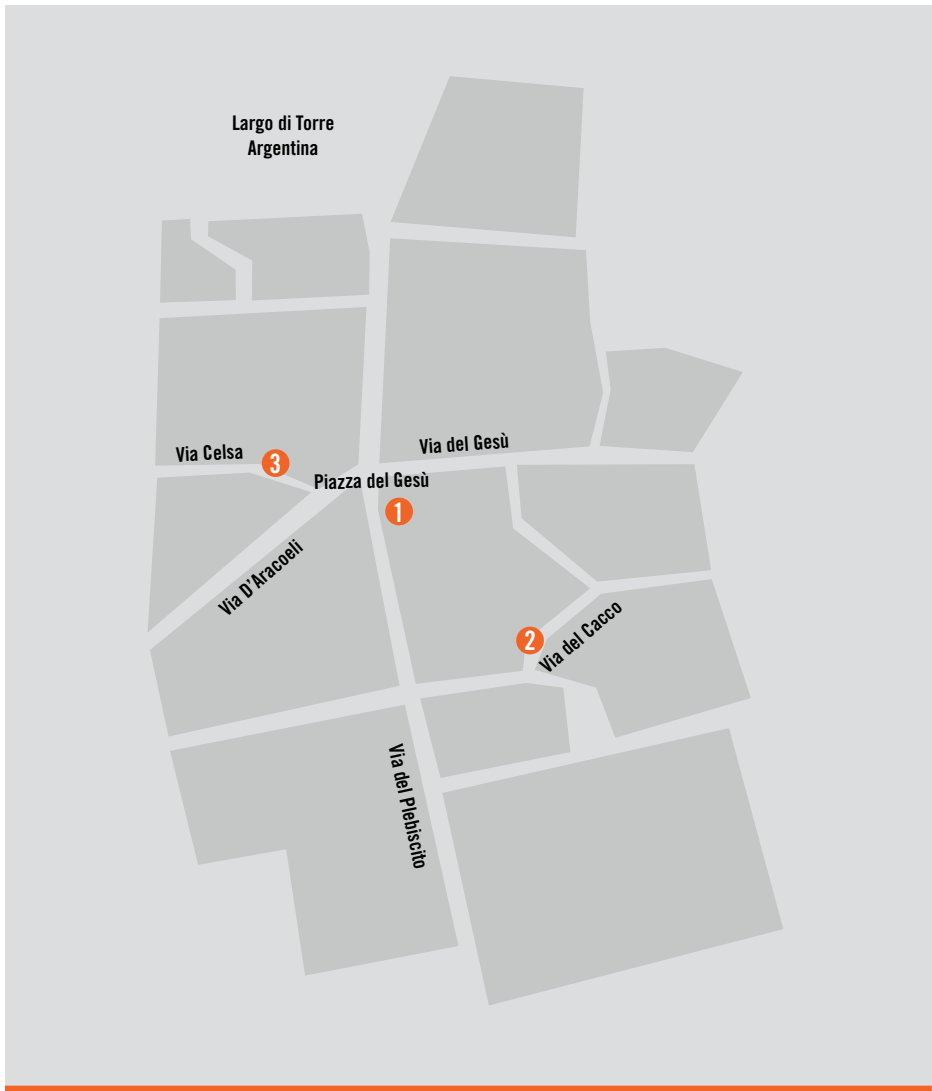 Largo di Torre
Argentina
Via del Gesù
Via Celsa
3
Piazza del Gesù
1
Via D'Aracoeli
2
Via del Cacco
Via del Plebiscito